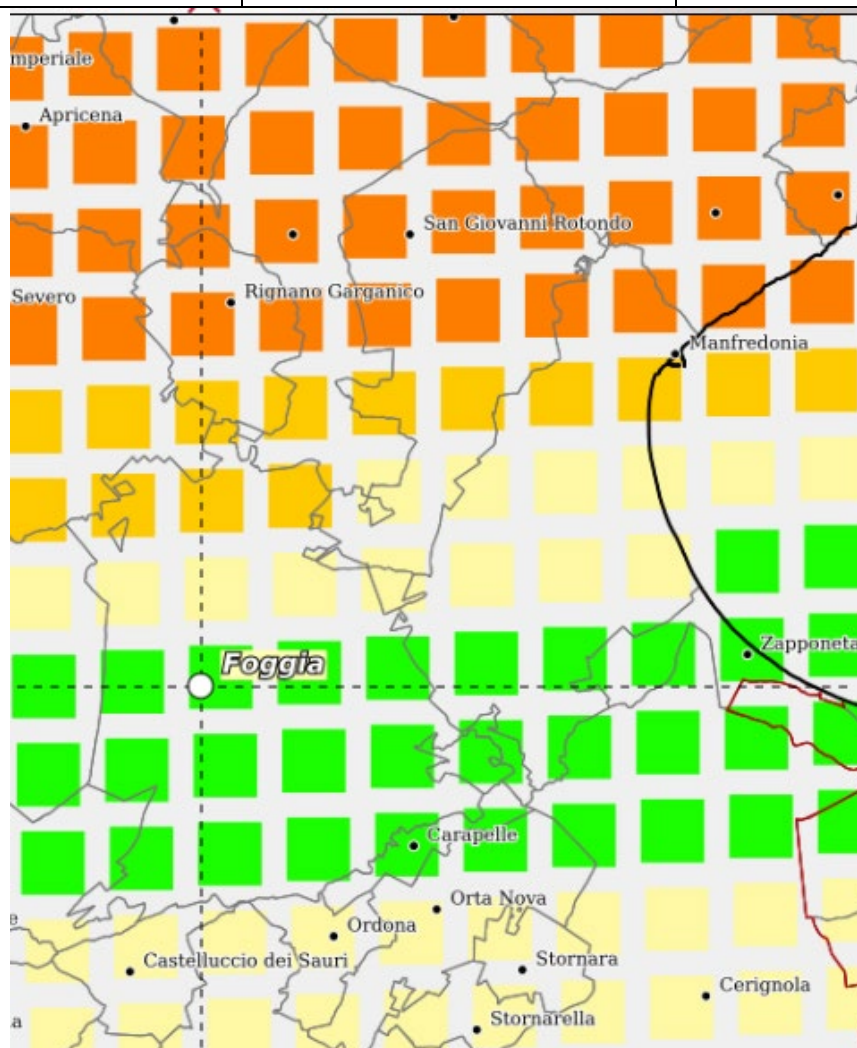 mperiale
Apricena
San Giovanni Rotondo
Severo
Rignano Garganico
Manfredonia
Foggia
Zapponeta
Carapelle
Orta Nova
e
Ordona
Castelluccio dei Sauri
Stornara
Cerignola
a
Stornarella